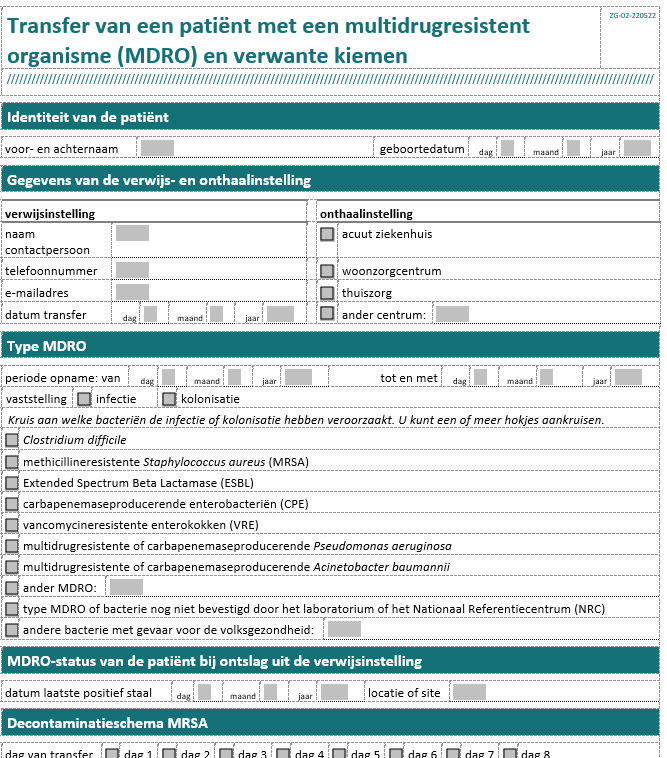 Transfer van een patiënt met een multidrugresistent
organisme (MDRO) en verwante kiemen
ZG-02-220522
//////////////////////////////////////////////////////////////////////////////////////////////////////////////////////////////////////////////////////////////////
Identiteit van de patiënt
voor- en achternaam geboortedatum dag maand jaar
Gegevens van de verwijs- en onthaalinstelling
verwijsinstelling onthaalinstelling
naam acuut ziekenhuis
contactpersoon
telefoonnummer woonzorgcentrum
e-mailadres thuiszorg
datum transfer dag maand jaar ander centrum:
Type MDRO
periode opname: van dag maand jaar tot en met dag maand jaar
vaststelling infectie kolonisatie
Kruis aan welke bacteriën de infectie of kolonisatie hebben veroorzaakt. U kunt een of meer hokjes aankruisen.
Clostridium difficile
methicillineresistente Staphylococcus aureus (MRSA)
Extended Spectrum Beta Lactamase (ESBL)
carbapenemaseproducerende enterobacteriën (CPE)
vancomycineresistente enterokokken (VRE)
multidrugresistente of carbapenemaseproducerende Pseudomonas aeruginosa
multidrugresistente of carbapenemaseproducerende Acinetobacter baumannii
ander MDRO:
type MDRO of bacterie nog niet bevestigd door het laboratorium of het Nationaal Referentiecentrum (NRC)
andere bacterie met gevaar voor de volksgezondheid:
MDRO-status van de patiënt bij ontslag uit de verwijsinstelling
datum laatste positief staal dag maand jaar locatie of site
Decontaminatieschema MRSA
dag van transfer dag 1 dag 2 dag 3 dag 4 dag 5 dag 6 dag 7 dag 8